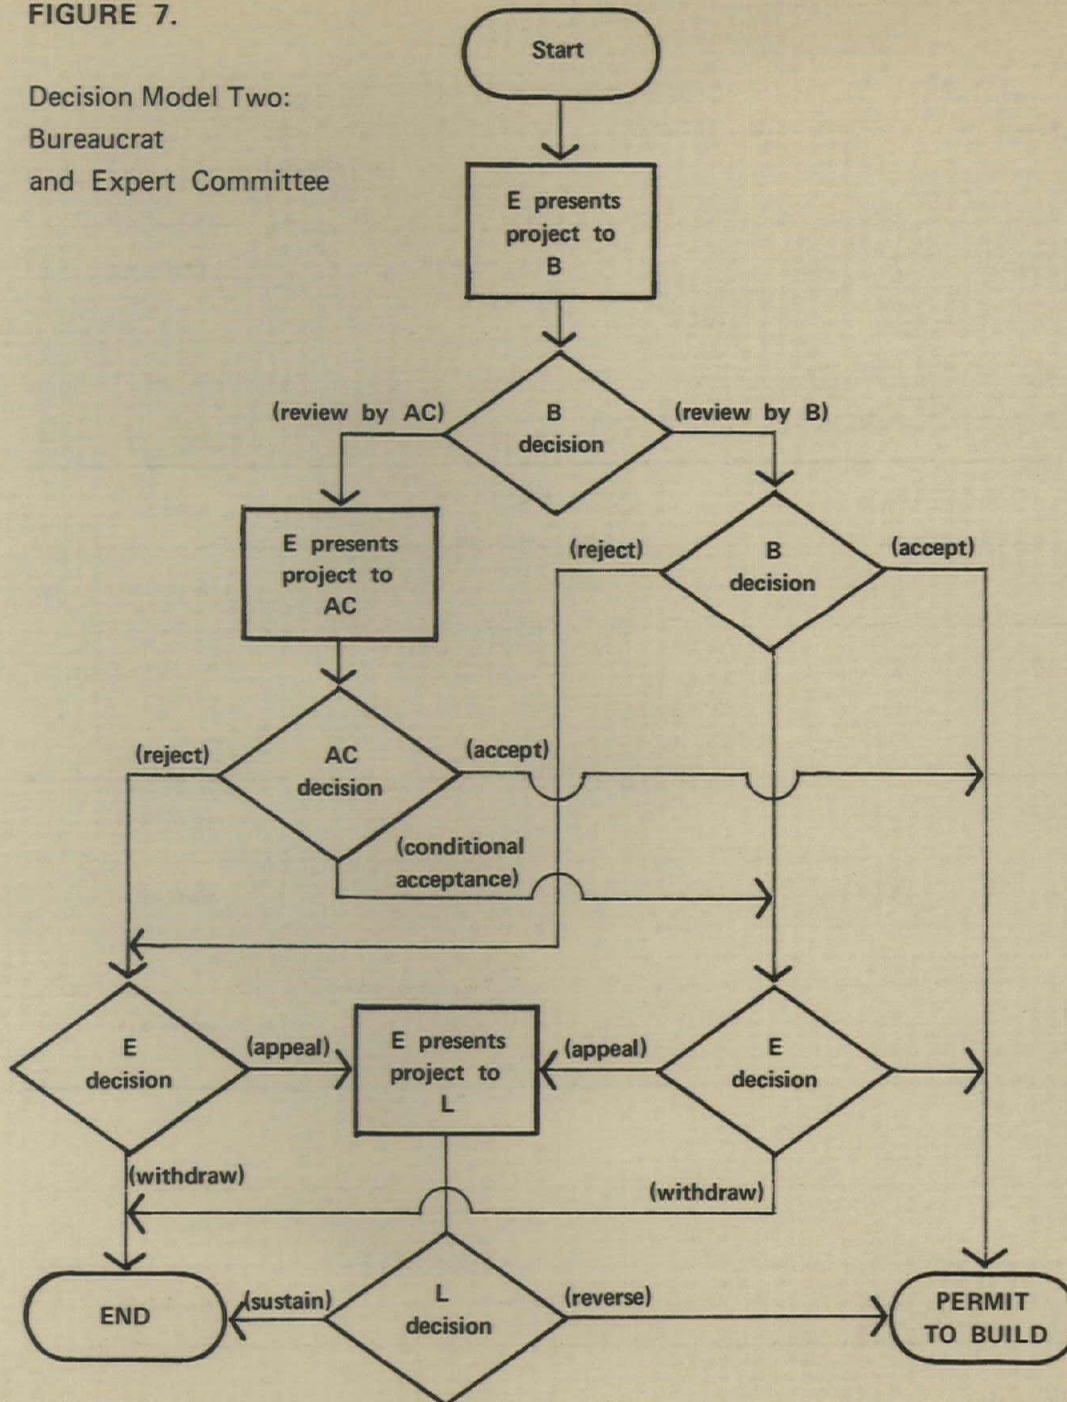 FIGURE 7.
Decision Model Two:
Bureaucrat
and Expert Committee
Start
E presents
project to
B
(review by AC)
B
decision
(review by B)
E presents
project to
AC
(reject)
B
decision
(accept)
(reject)
AC
decision
(accept)
(conditional
acceptance)
E
decision
(appeal)
E presents
project to
L
(appeal)
E
decision
(withdraw)
(withdraw)
END
(sustain)
L
decision
(reverse)
PERMIT
TO BUILD